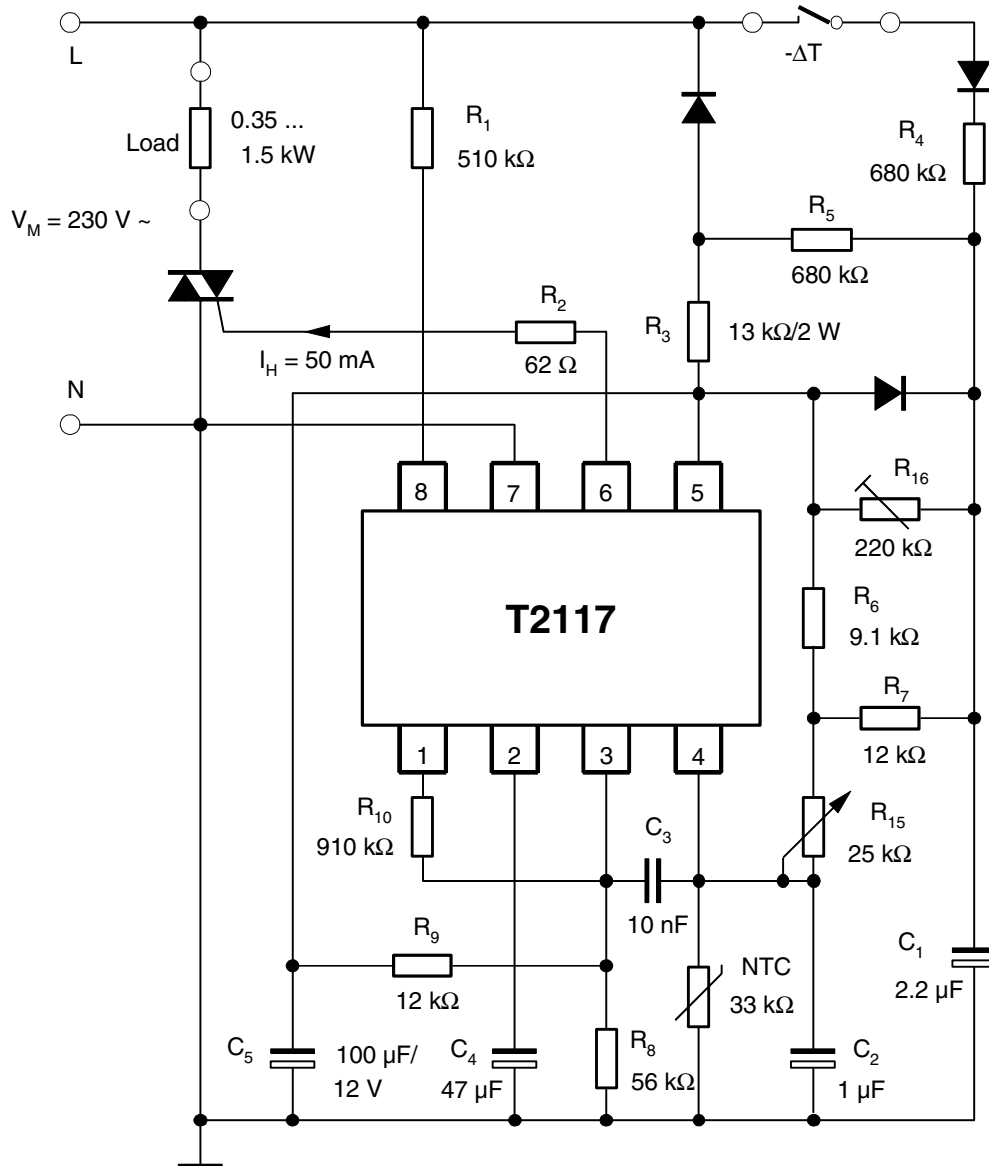 L
-ΔT
Load
0.35 ...
1.5 kW
R1
510 kΩ
R4
680 kΩ
VM = 230 V ~
R5
680 kΩ
R2
62 Ω
IH = 50 mA
R3
13 kΩ/2 W
N
8
7
6
5
R16
220 kΩ
T2117
R6
9.1 kΩ
R7
12 kΩ
1
2
3
4
R10
910 kΩ
C3
10 nF
R15
25 kΩ
R9
12 kΩ
NTC
33 kΩ
C1
2.2 µF
C5
100 µF/
12 V
C4
47 µF
R8
56 kΩ
C2
1 µF